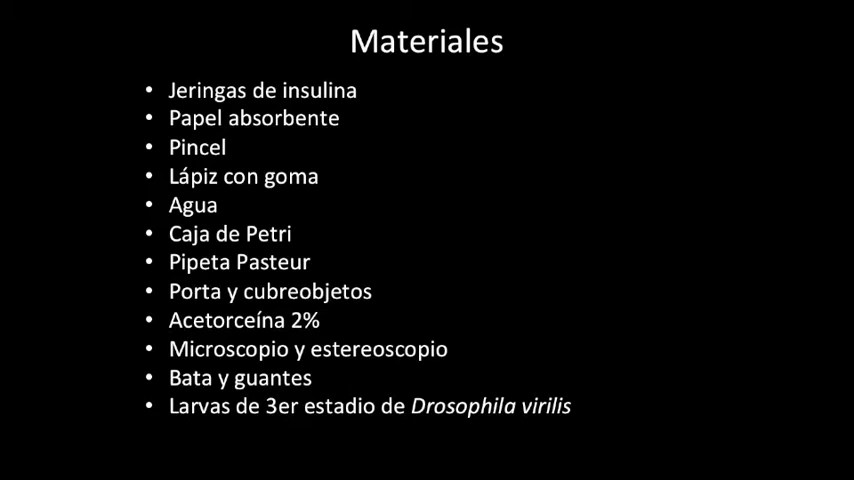 Materiales
• Jeringas de insulina
• Papel absorbente
• Pincel
• Lápiz con goma
• Agua
• Caja de Petri
• Pipeta Pasteur
• Porta y cubreobjetos
• Acetorceína 2%
• Microscopio y estereoscopio
• Bata y guantes
• Larvas de 3er estadio de Drosophila virilis